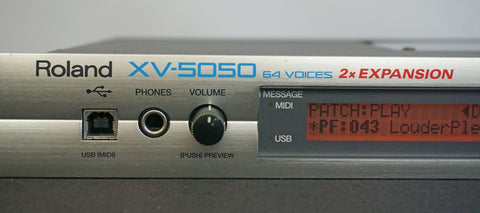 Roland XV-5050 64 VOICES 2x EXPANSION
PHONES VOLUME
MESSAGE
MIDI
USB
USB (MIDI)
(PUSH) PREVIEW
PATCH:PLAY
*PF:043 LouderPle